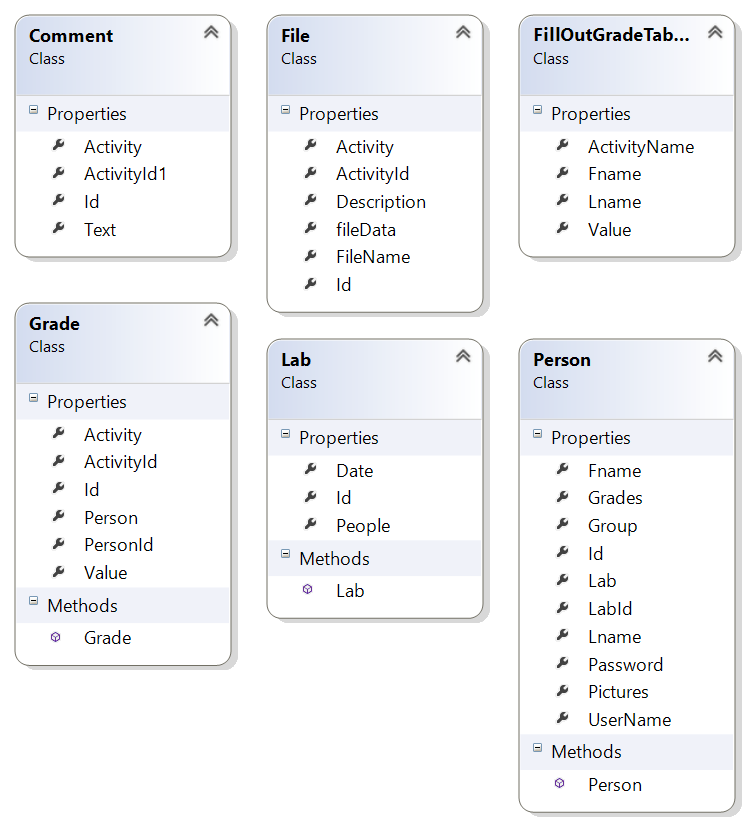 Comment
Class
Properties
Activity
ActivityId1
Id
Text
File
Class
Properties
Activity
ActivityId
Description
fileData
FileName
Id
FillOutGradeTab...
Class
Properties
ActivityName
Fname
Lname
Value
Grade
Class
Properties
Activity
ActivityId
Id
Person
PersonId
Value
Methods
Grade
Lab
Class
Properties
Date
Id
People
Methods
Lab
Person
Class
Properties
Fname
Grades
Group
Id
Lab
LabId
Lname
Password
Pictures
UserName
Methods
Person